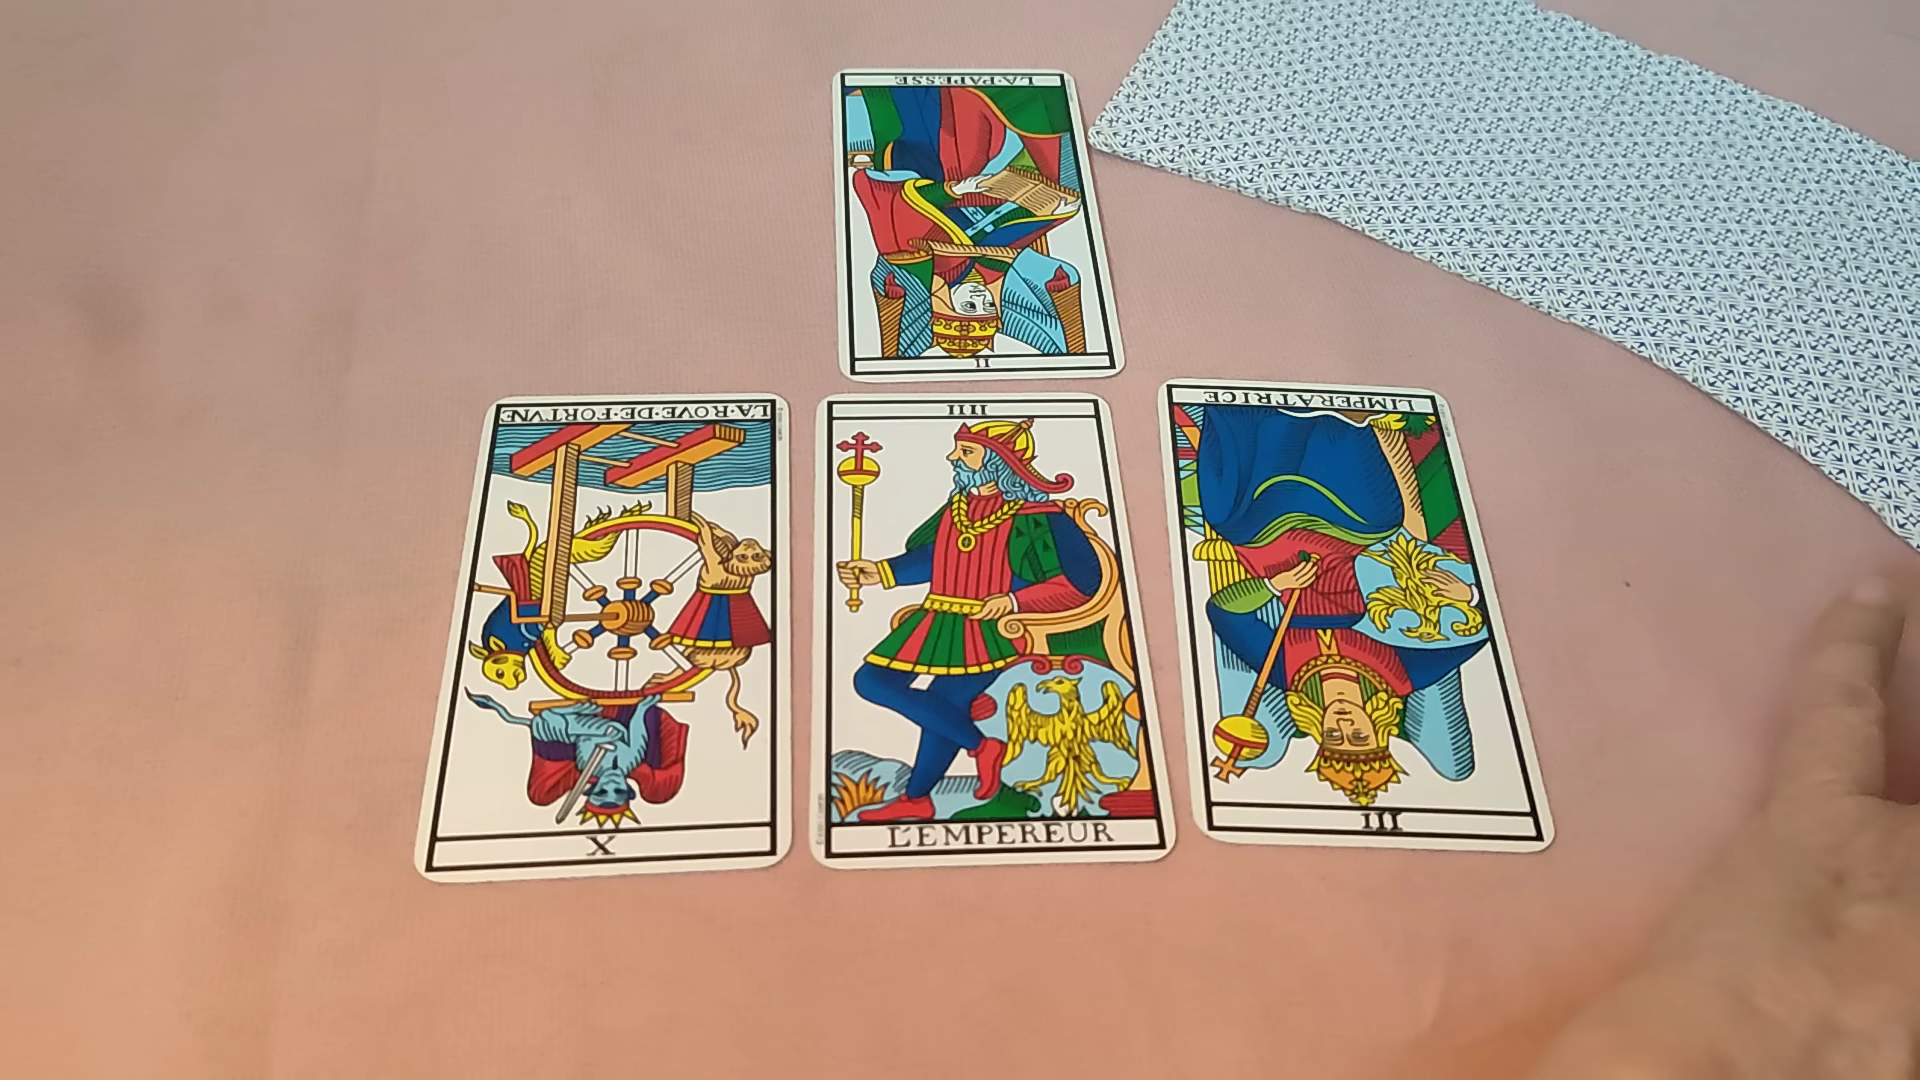 LA·PAPESSE
II
LA·ROVE·DE·FORTVNE
X
IIII
L'EMPEREUR
LIMPERATRICE
III